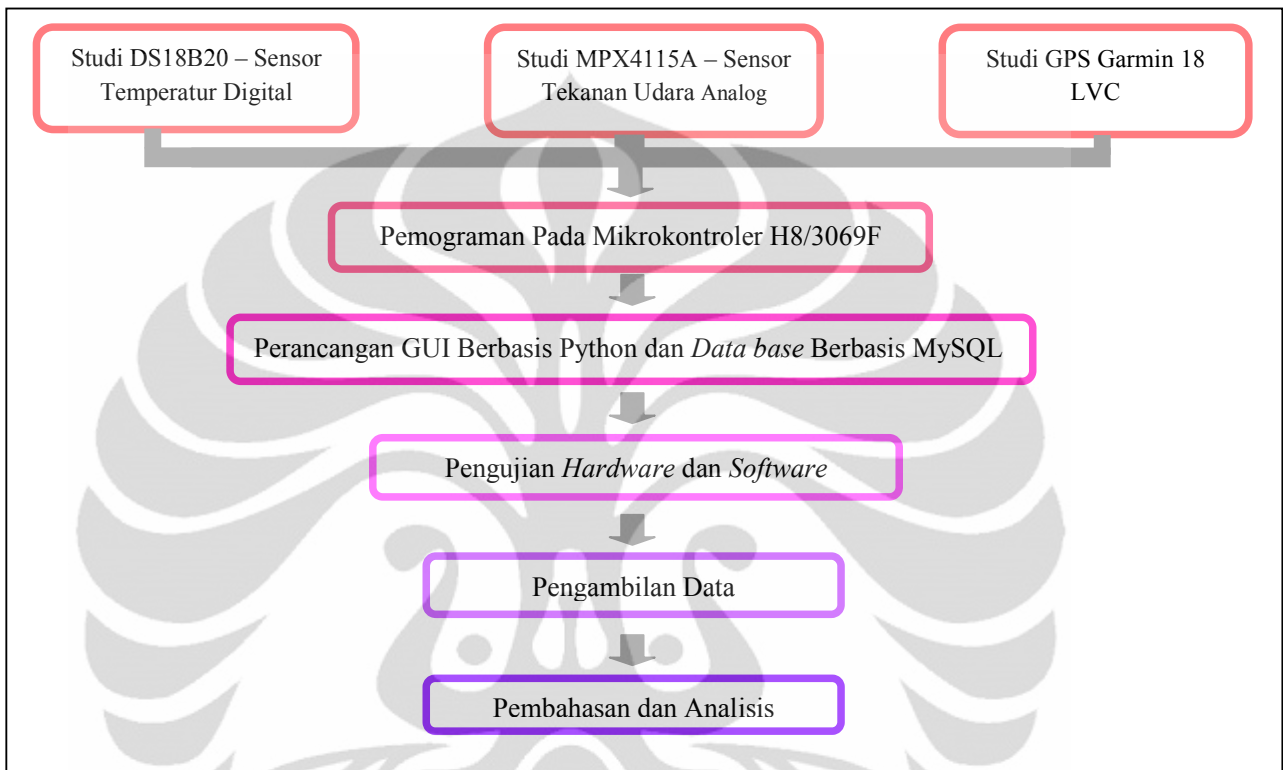 Studi DS18B20 – Sensor
Temperatur Digital
Studi MPX4115A – Sensor
Tekanan Udara Analog
Studi GPS Garmin 18
LVC
Pemograman Pada Mikrokontroler H8/3069F
Perancangan GUI Berbasis Python dan Data base Berbasis MySQL
Pengujian Hardware dan Software
Pengambilan Data
Pembahasan dan Analisis